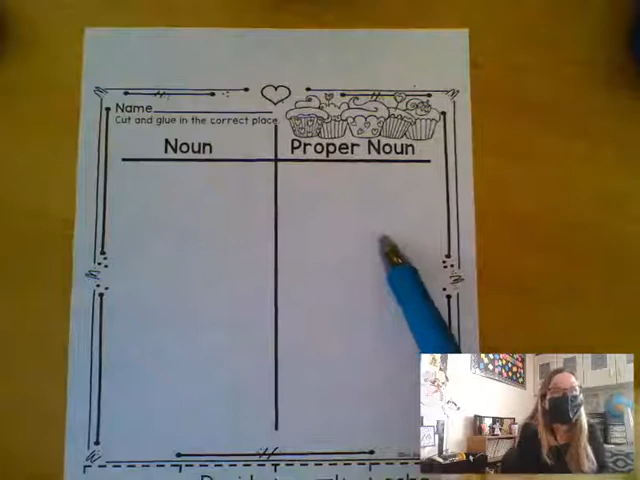 Name
Cut and glue in the correct place.
Noun
Proper Noun